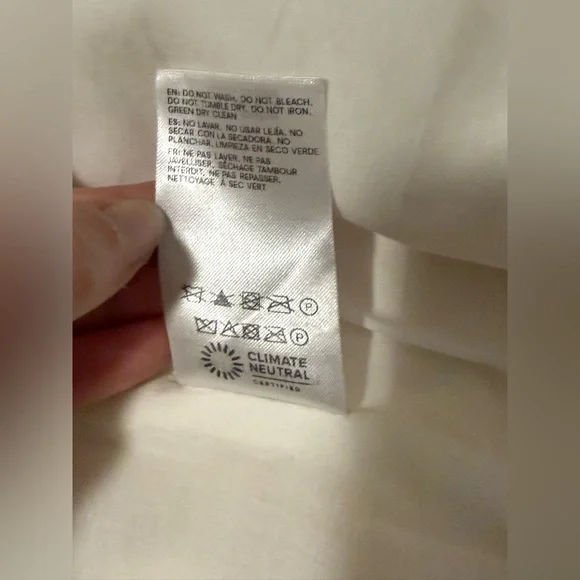 EN: DO NOT WASH, DO NOT BLEACH,
DO NOT TUMBLE DRY, DO NOT IRON,
GREEN DRY CLEAN
ES: NO LAVAR, NO USAR LEJÍA, NO
SECAR CON LA SECADORA, NO
PLANCHAR, LIMPIEZA EN SECO VERDE
FR: NE PAS LAVER, NE PAS
JAVELLISER, SÉCHAGE TAMBOUR
INTERDIT, NE PAS REPASSER,
NETTOYAGE À SEC VERT
P
P
CLIMATE
NEUTRAL
CERTIFIED